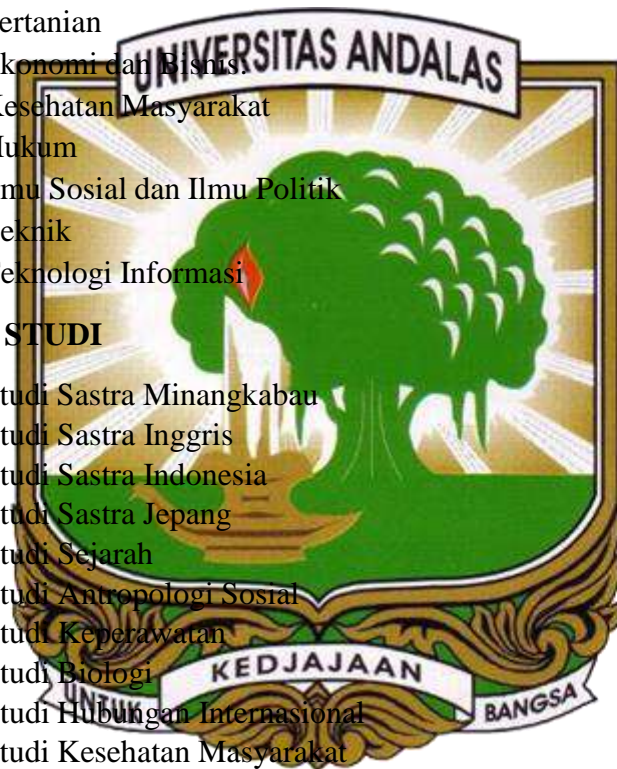 UNIVERSITAS ANDALAS
ertanian
konomi dan Bisnis.
Kesehatan Masyarakat
Hukum
mu Sosial dan Ilmu Politik
eknik
Teknologi Informasi
STUDI
tudi Sastra Minangkabau
tudi Sastra Inggris
tudi Sastra Indonesia
tudi Sastra Jepang
tudi Sejarah
tudi Antropologi Sosial
tudi Keperawatan
tudi Biologi
tudi Hubungan Internasional
tudi Kesehatan Masyarakat
UNTUK KEDJAJAAN BANGSA